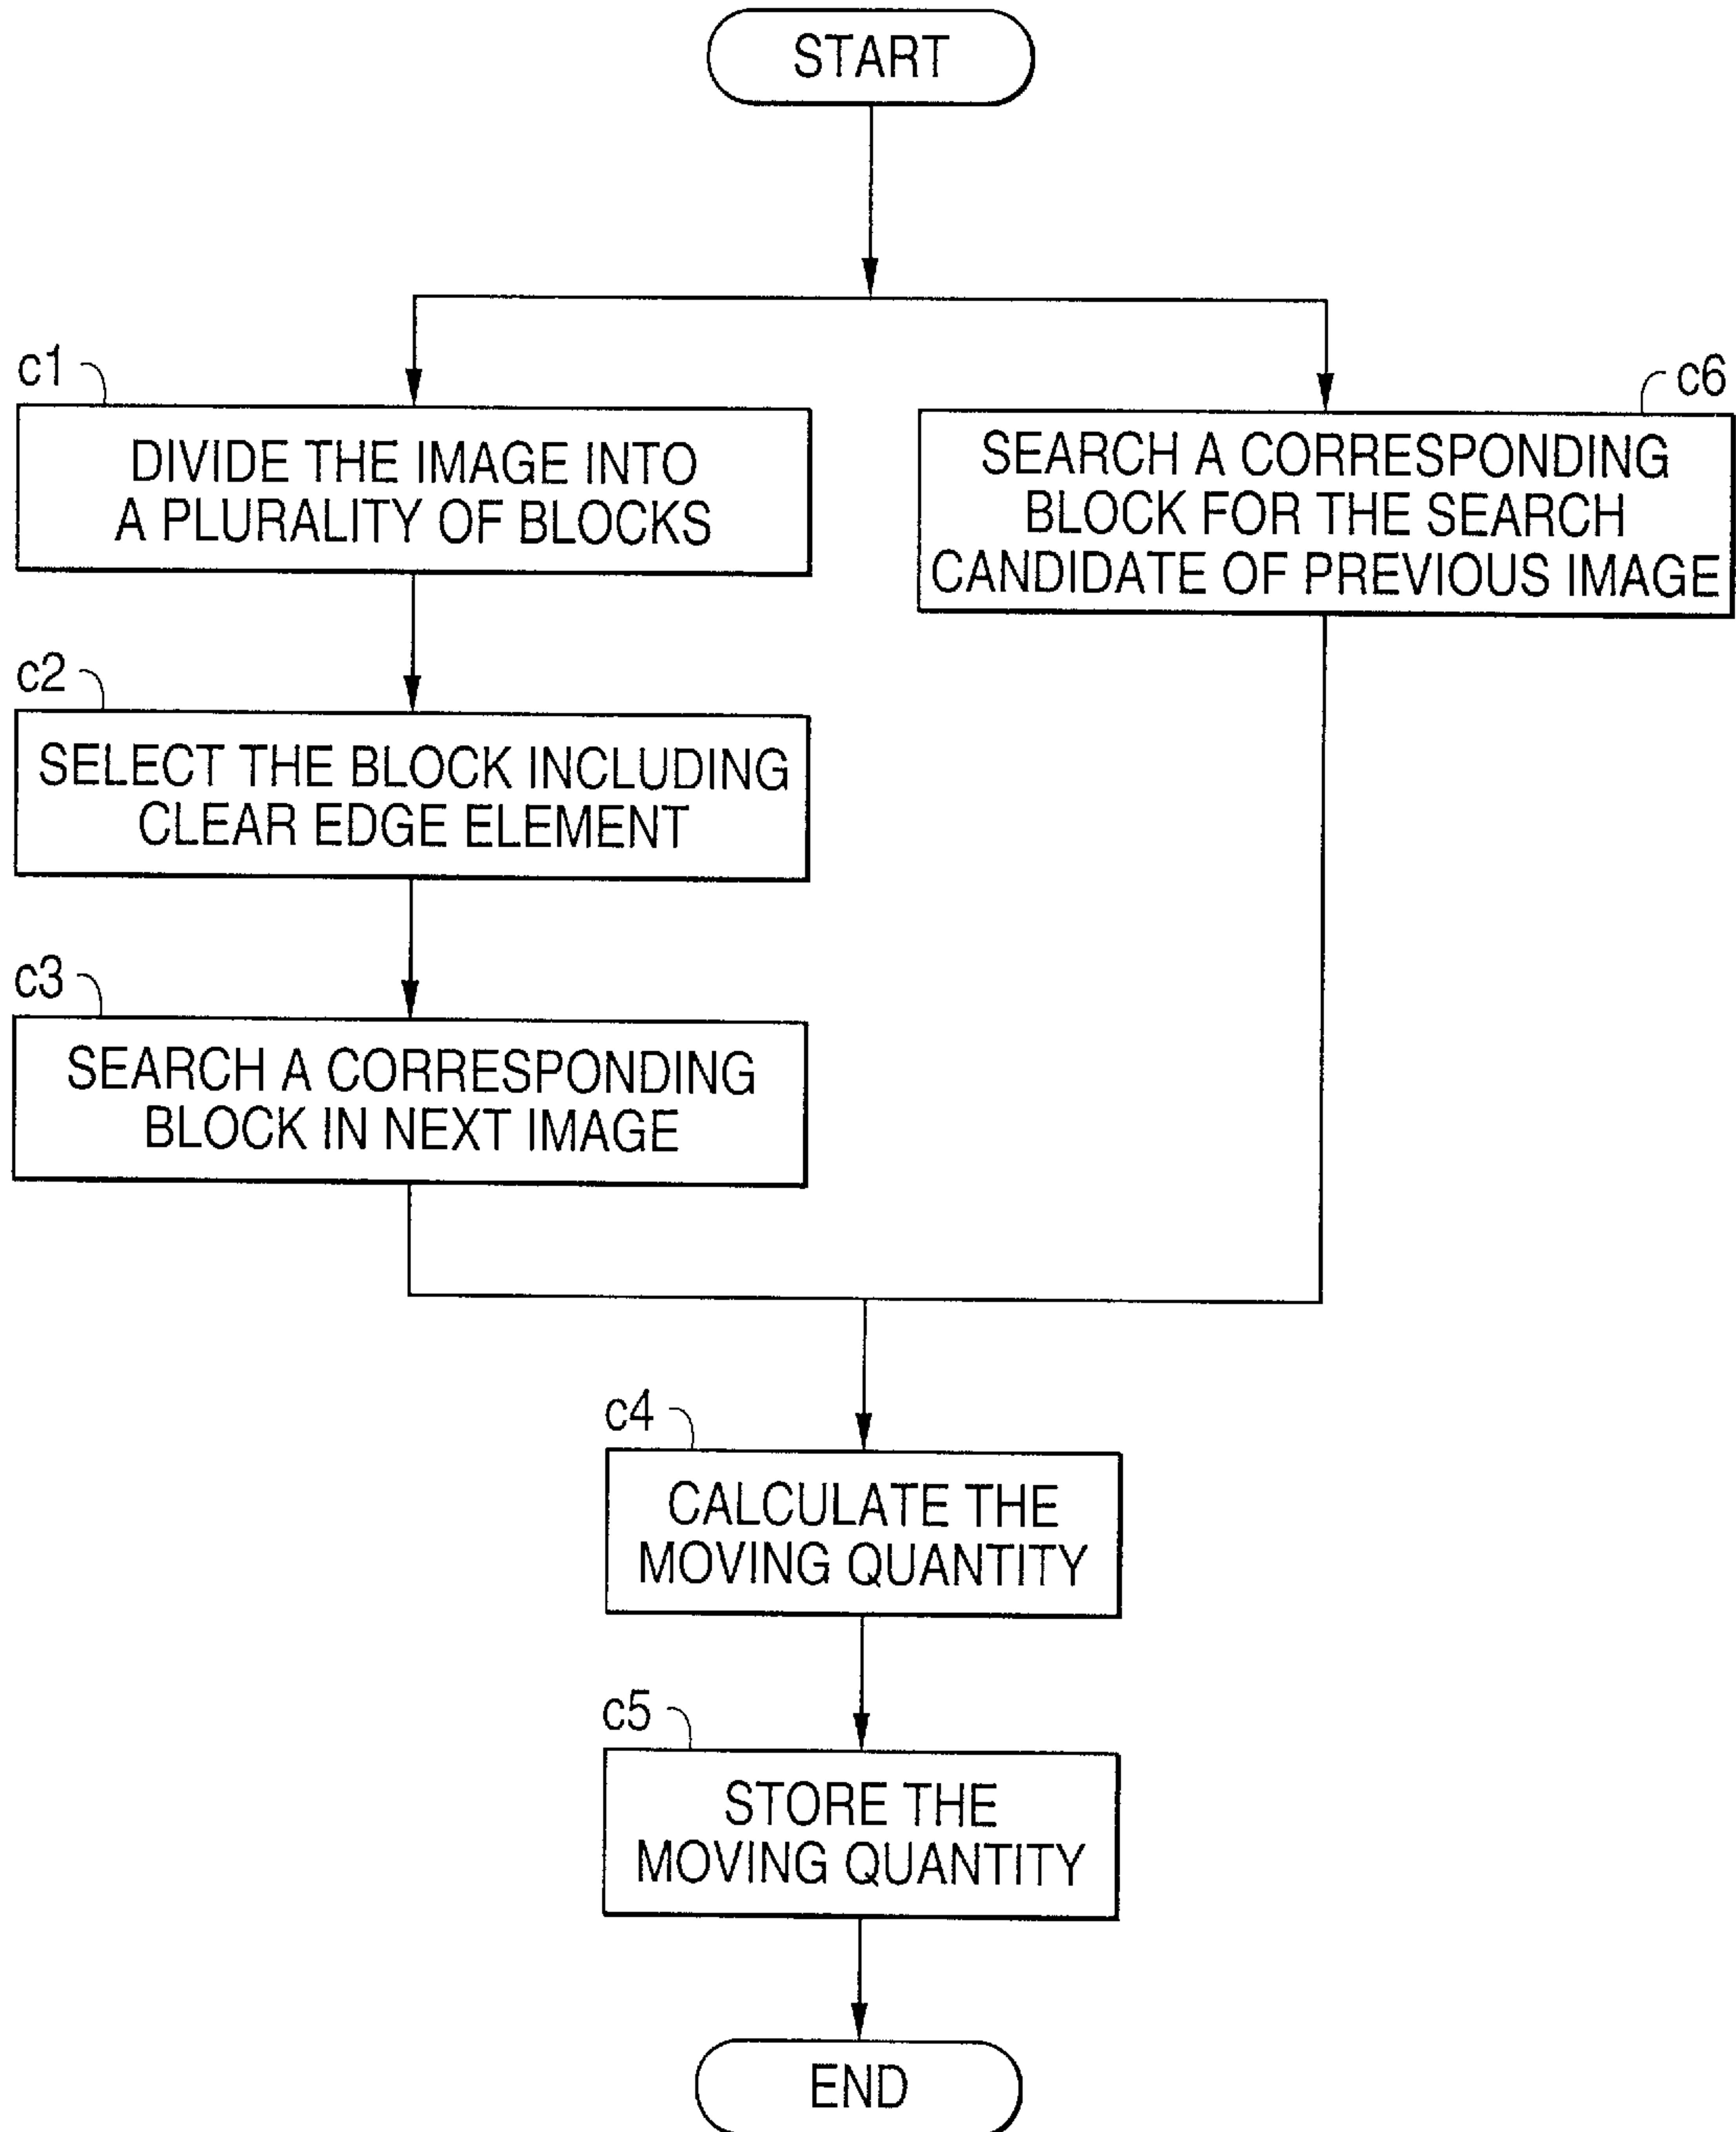 START
c1
DIVIDE THE IMAGE INTO
A PLURALITY OF BLOCKS
c6
SEARCH A CORRESPONDING
BLOCK FOR THE SEARCH
CANDIDATE OF PREVIOUS IMAGE
c2
SELECT THE BLOCK INCLUDING
CLEAR EDGE ELEMENT
c3
SEARCH A CORRESPONDING
BLOCK IN NEXT IMAGE
c4
CALCULATE THE
MOVING QUANTITY
c5
STORE THE
MOVING QUANTITY
END